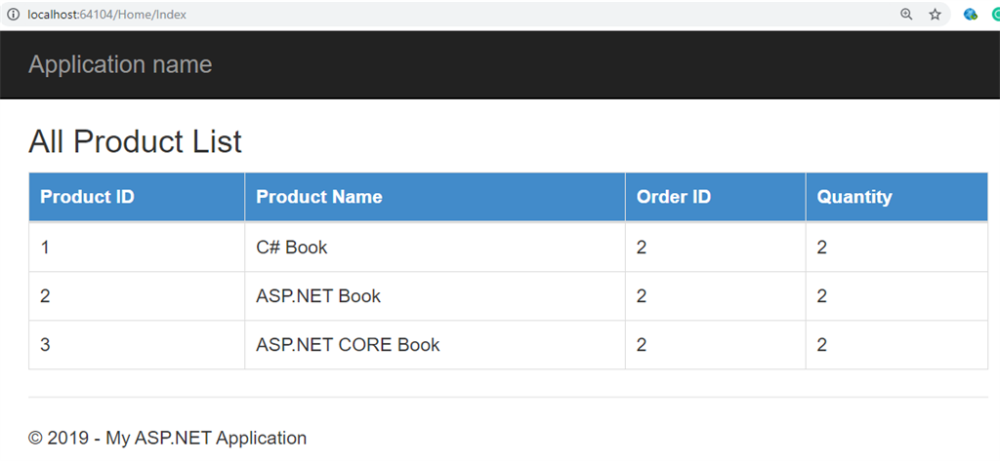 localhost:64104/Home/Index
Application name
All Product List
Product ID Product Name Order ID Quantity
1 C# Book 2 2
2 ASP.NET Book 2 2
3 ASP.NET CORE Book 2 2
© 2019 - My ASP.NET Application